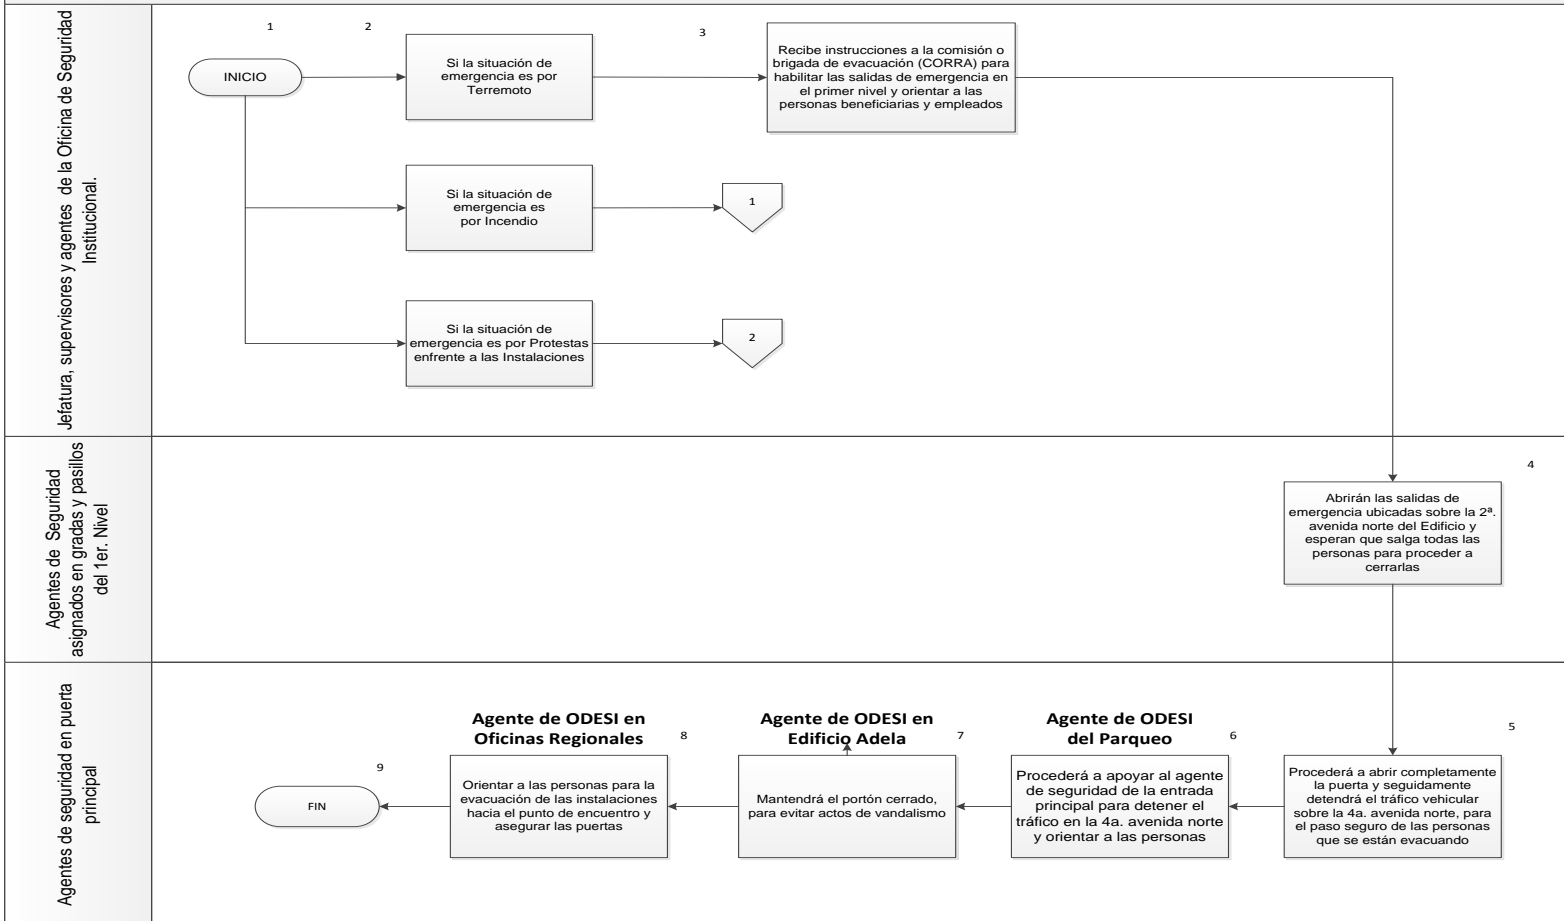 Jefatura, supervisores y agentes de la Oficina de Seguridad
Institucional.
1
2
3
INICIO
Si la situación de
emergencia es por
Terremoto
Recibe instrucciones a la comisión o
brigada de evacuación (CORRA) para
habilitar las salidas de emergencia en
el primer nivel y orientar a las
personas beneficiarias y empleados
Si la situación de
emergencia es
por Incendio
1
Si la situación de
emergencia es por Protestas
enfrente a las Instalaciones
2
Agentes de Seguridad
asignados en gradas y pasillos
del 1er. Nivel
4
Abrirán las salidas de
emergencia ubicadas sobre la 2ª.
avenida norte del Edificio y
esperan que salga todas las
personas para proceder a
cerrarlas
Agentes de seguridad en puerta
principal
5
Procederá a abrir completamente
la puerta y seguidamente
detendrá el tráfico vehicular
sobre la 4a. avenida norte, para
el paso seguro de las personas
que se están evacuando
Agente de ODESI
del Parqueo
6
Procederá a apoyar al agente
de seguridad de la entrada
principal para detener el
tráfico en la 4a. avenida norte
y orientar a las personas
Agente de ODESI en
Edificio Adela
7
Mantendrá el portón cerrado,
para evitar actos de vandalismo
Agente de ODESI en
Oficinas Regionales
8
Orientar a las personas para la
evacuación de las instalaciones
hacia el punto de encuentro y
asegurar las puertas
9
FIN